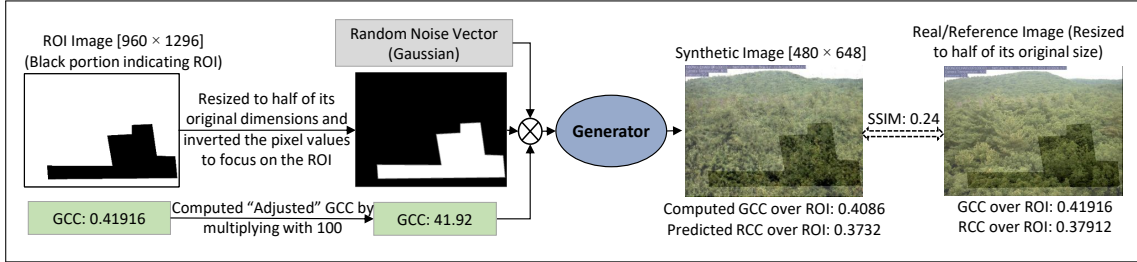 ROI Image [960 × 1296]
(Black portion indicating ROI)
Resized to half of its
original dimensions and
inverted the pixel values
to focus on the ROI
GCC: 0.41916
Computed “Adjusted” GCC by
multiplying with 100
GCC: 41.92
Random Noise Vector
(Gaussian)
Generator
Synthetic Image [480 × 648]
Computed GCC over ROI: 0.4086
Predicted RCC over ROI: 0.3732
SSIM: 0.24
Real/Reference Image (Resized
to half of its original size)
GCC over ROI: 0.41916
RCC over ROI: 0.37912